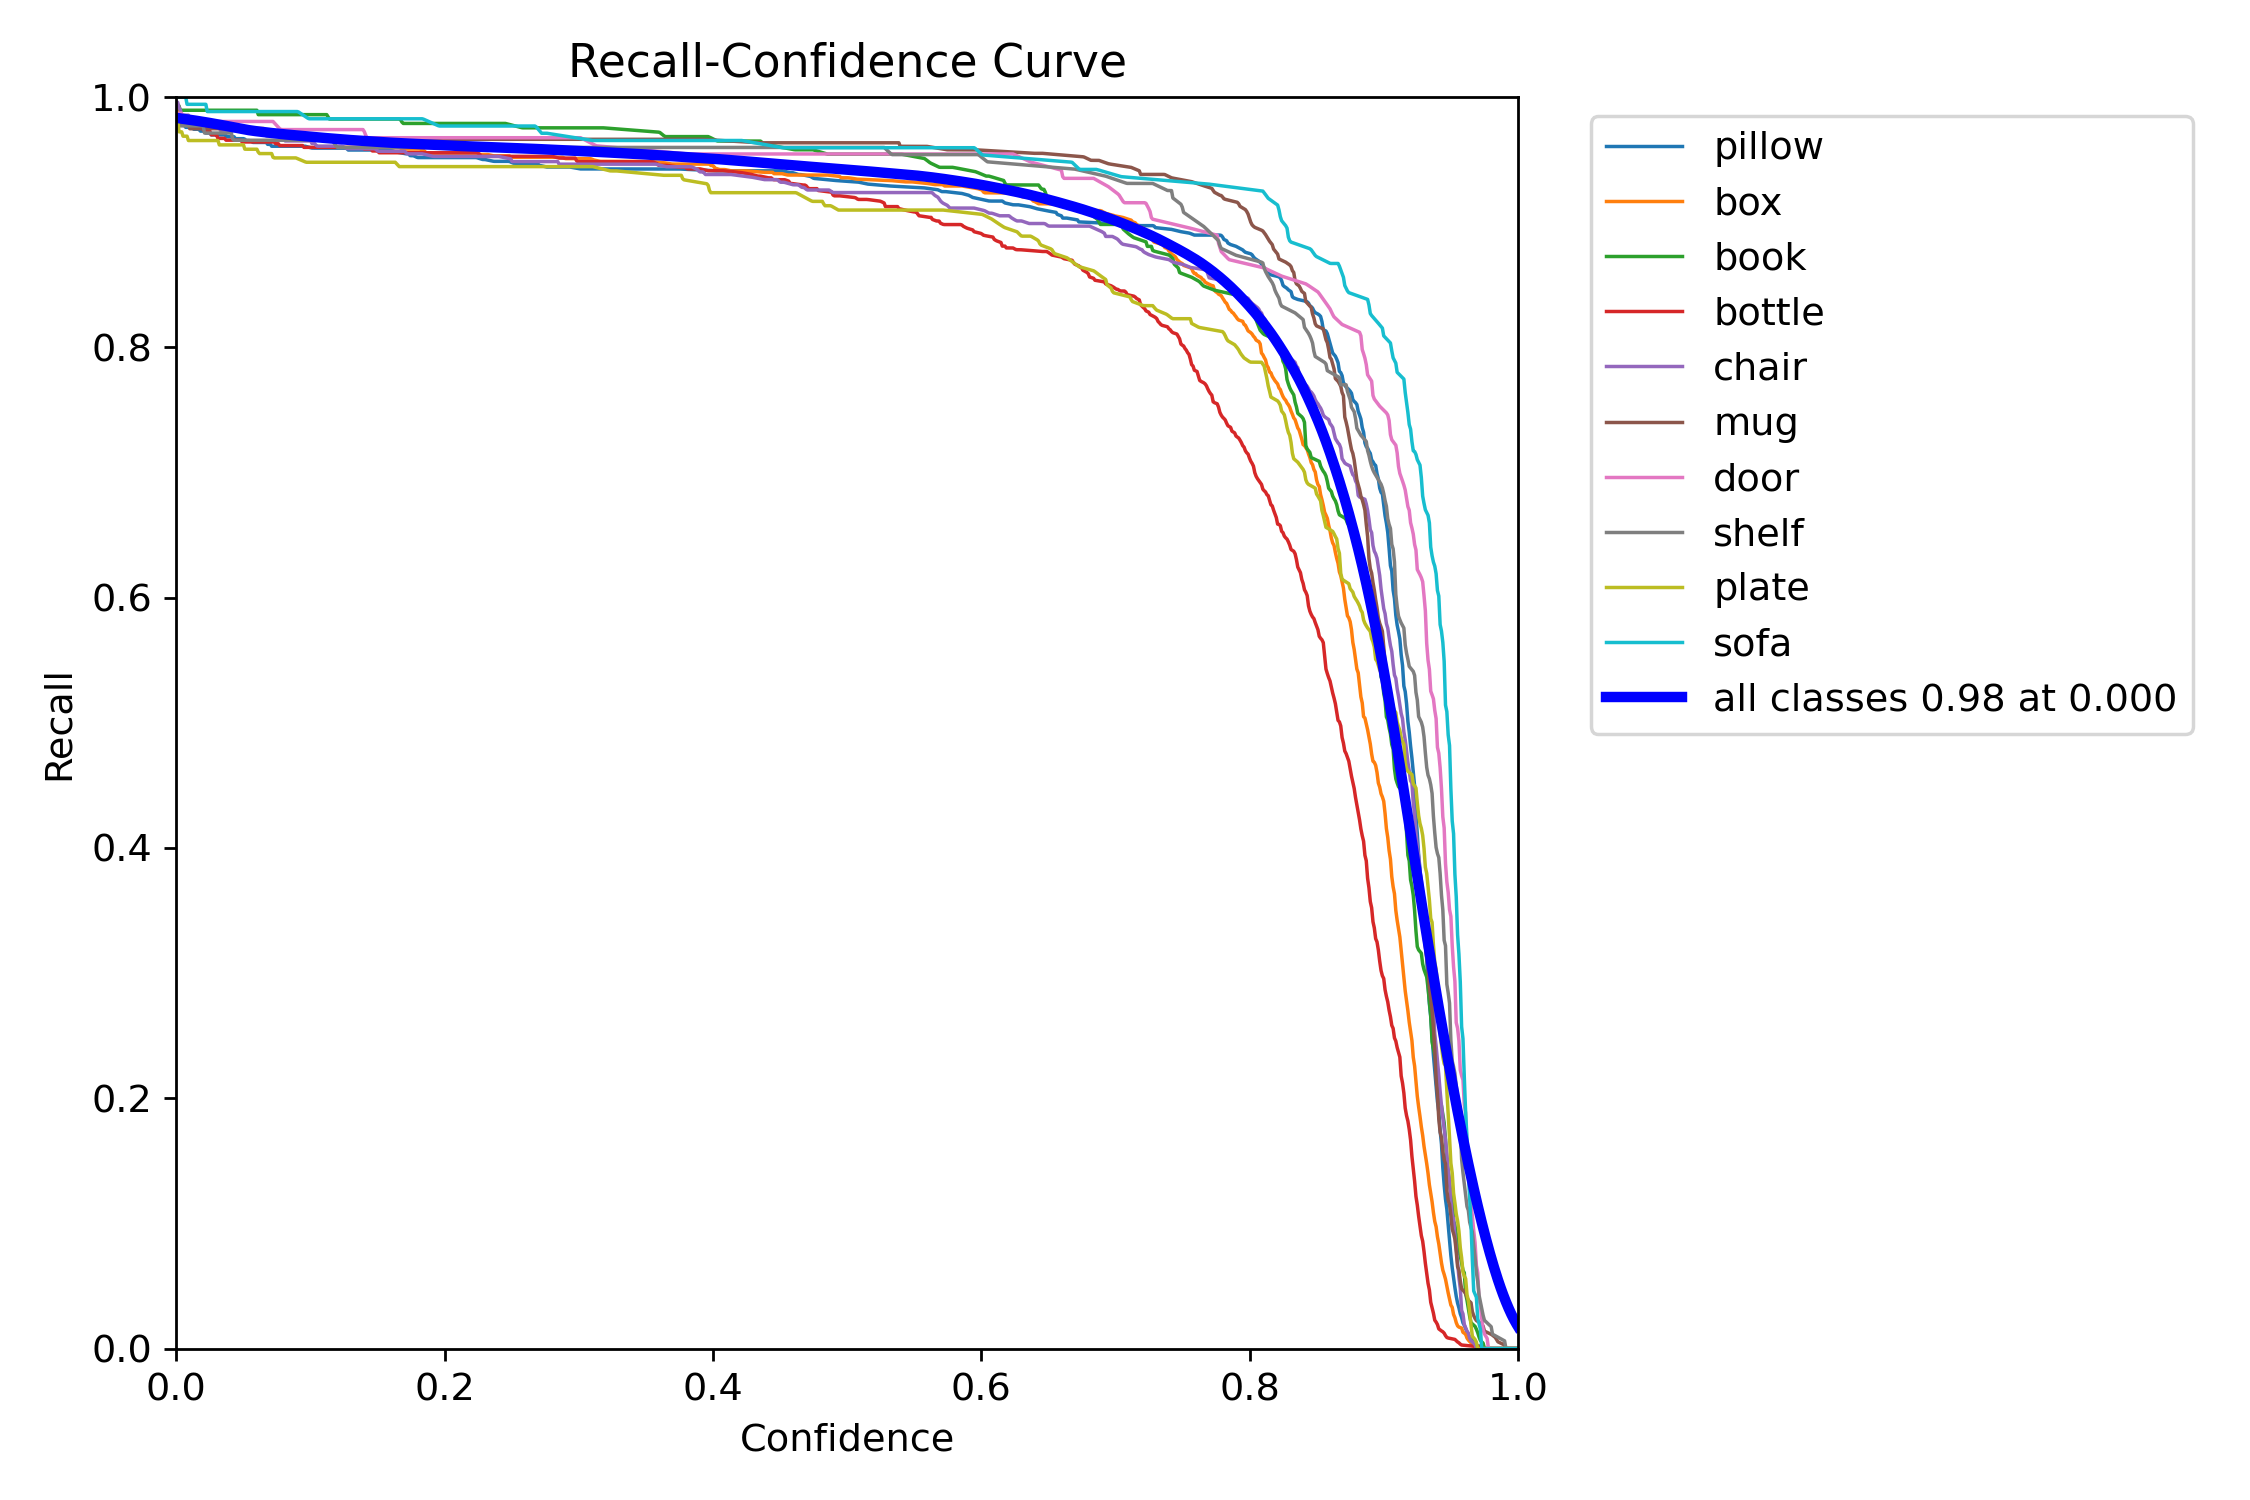 Recall-Confidence Curve
1.0
0.8
0.6
0.4
0.2
0.0
Recall
0.0 0.2 0.4 0.6 0.8 1.0
Confidence
pillow
box
book
bottle
chair
mug
door
shelf
plate
sofa
all classes 0.98 at 0.000